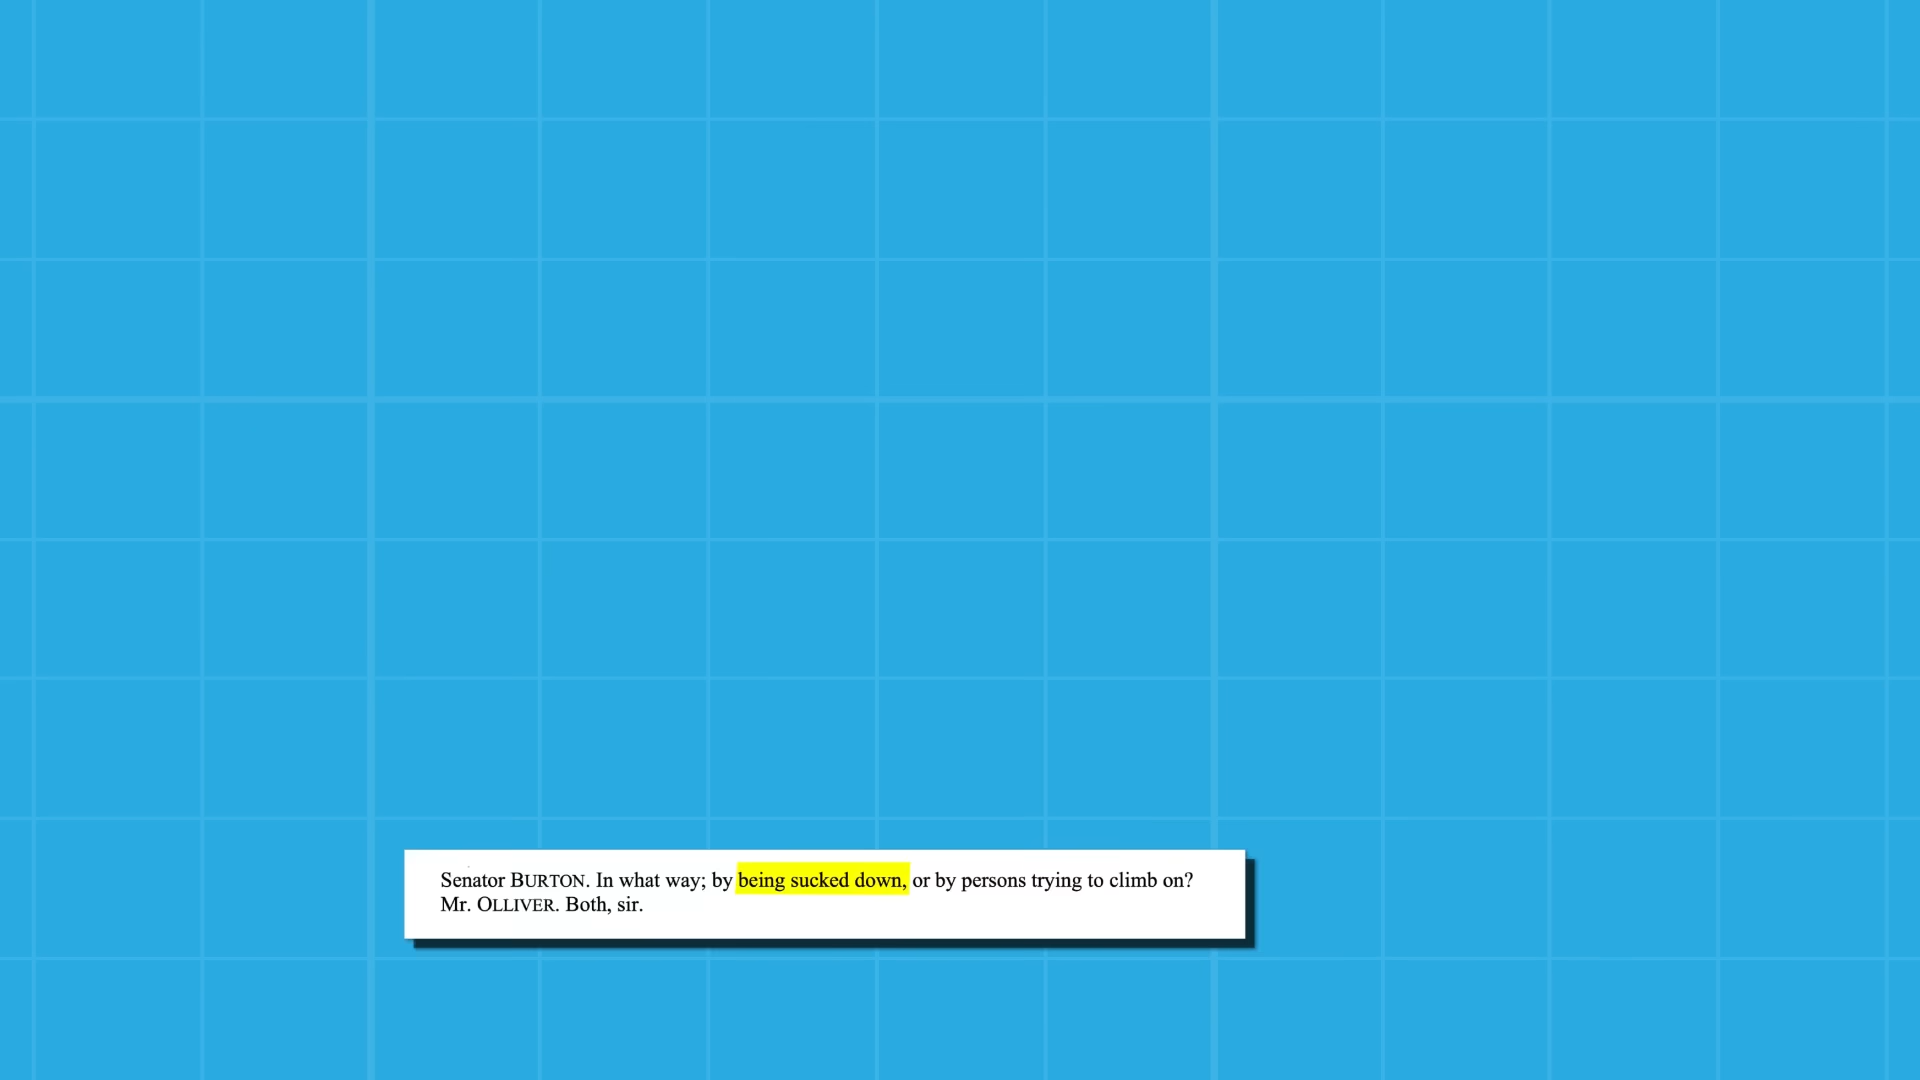 Senator BURTON. In what way; by being sucked down, or by persons trying to climb on?
Mr. OLLIVER. Both, sir.